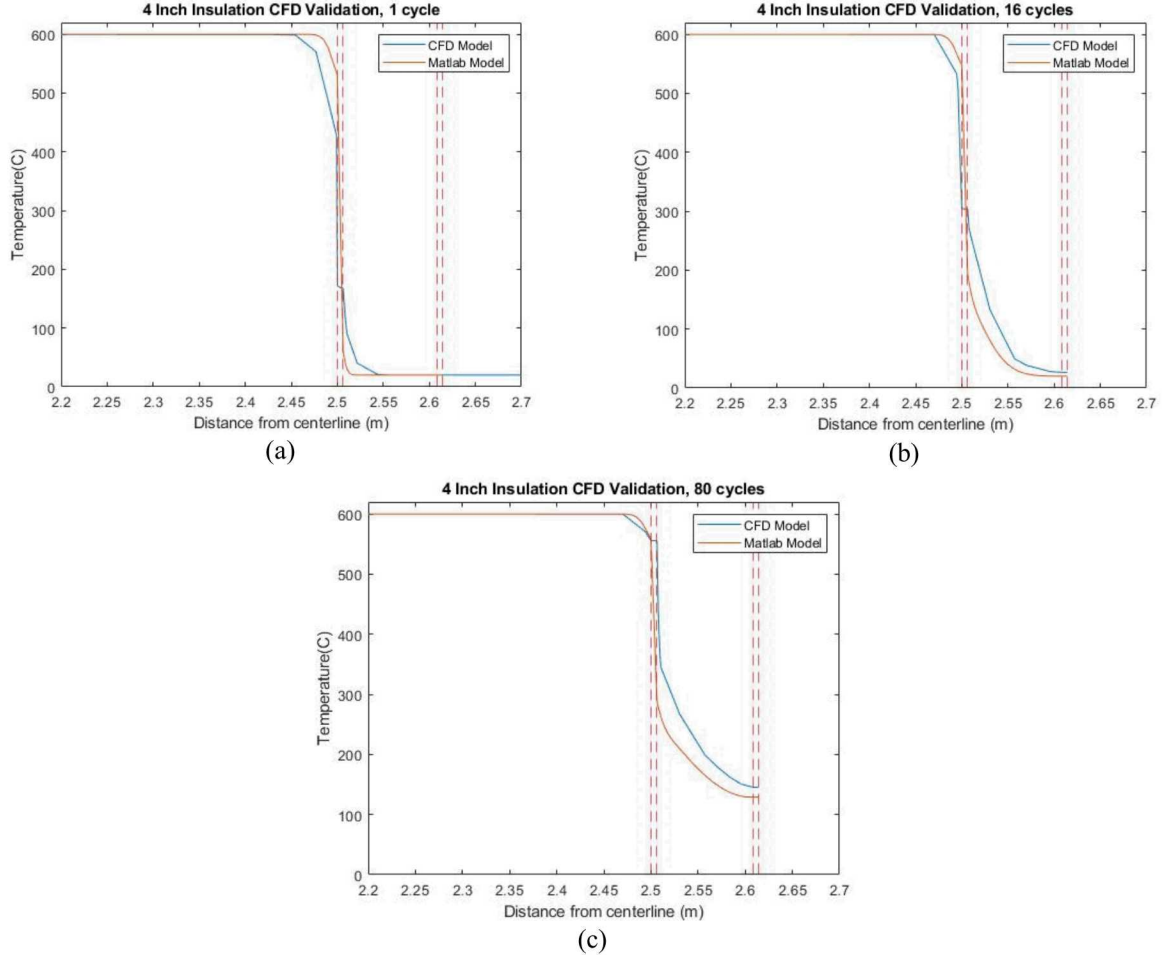 4 Inch Insulation CFD Validation, 1 cycle
CFD Model
Matlab Model
600
500
400
300
200
100
0
Temperature(C)
2.2 2.25 2.3 2.35 2.4 2.45 2.5 2.55 2.6 2.65 2.7
Distance from centerline (m)
(a)
4 Inch Insulation CFD Validation, 16 cycles
CFD Model
Matlab Model
600
500
400
300
200
100
0
Temperature(C)
2.2 2.25 2.3 2.35 2.4 2.45 2.5 2.55 2.6 2.65 2.7
Distance from centerline (m)
(b)
4 Inch Insulation CFD Validation, 80 cycles
CFD Model
Matlab Model
600
500
400
300
200
100
0
Temperature(C)
2.2 2.25 2.3 2.35 2.4 2.45 2.5 2.55 2.6 2.65 2.7
Distance from centerline (m)
(c)